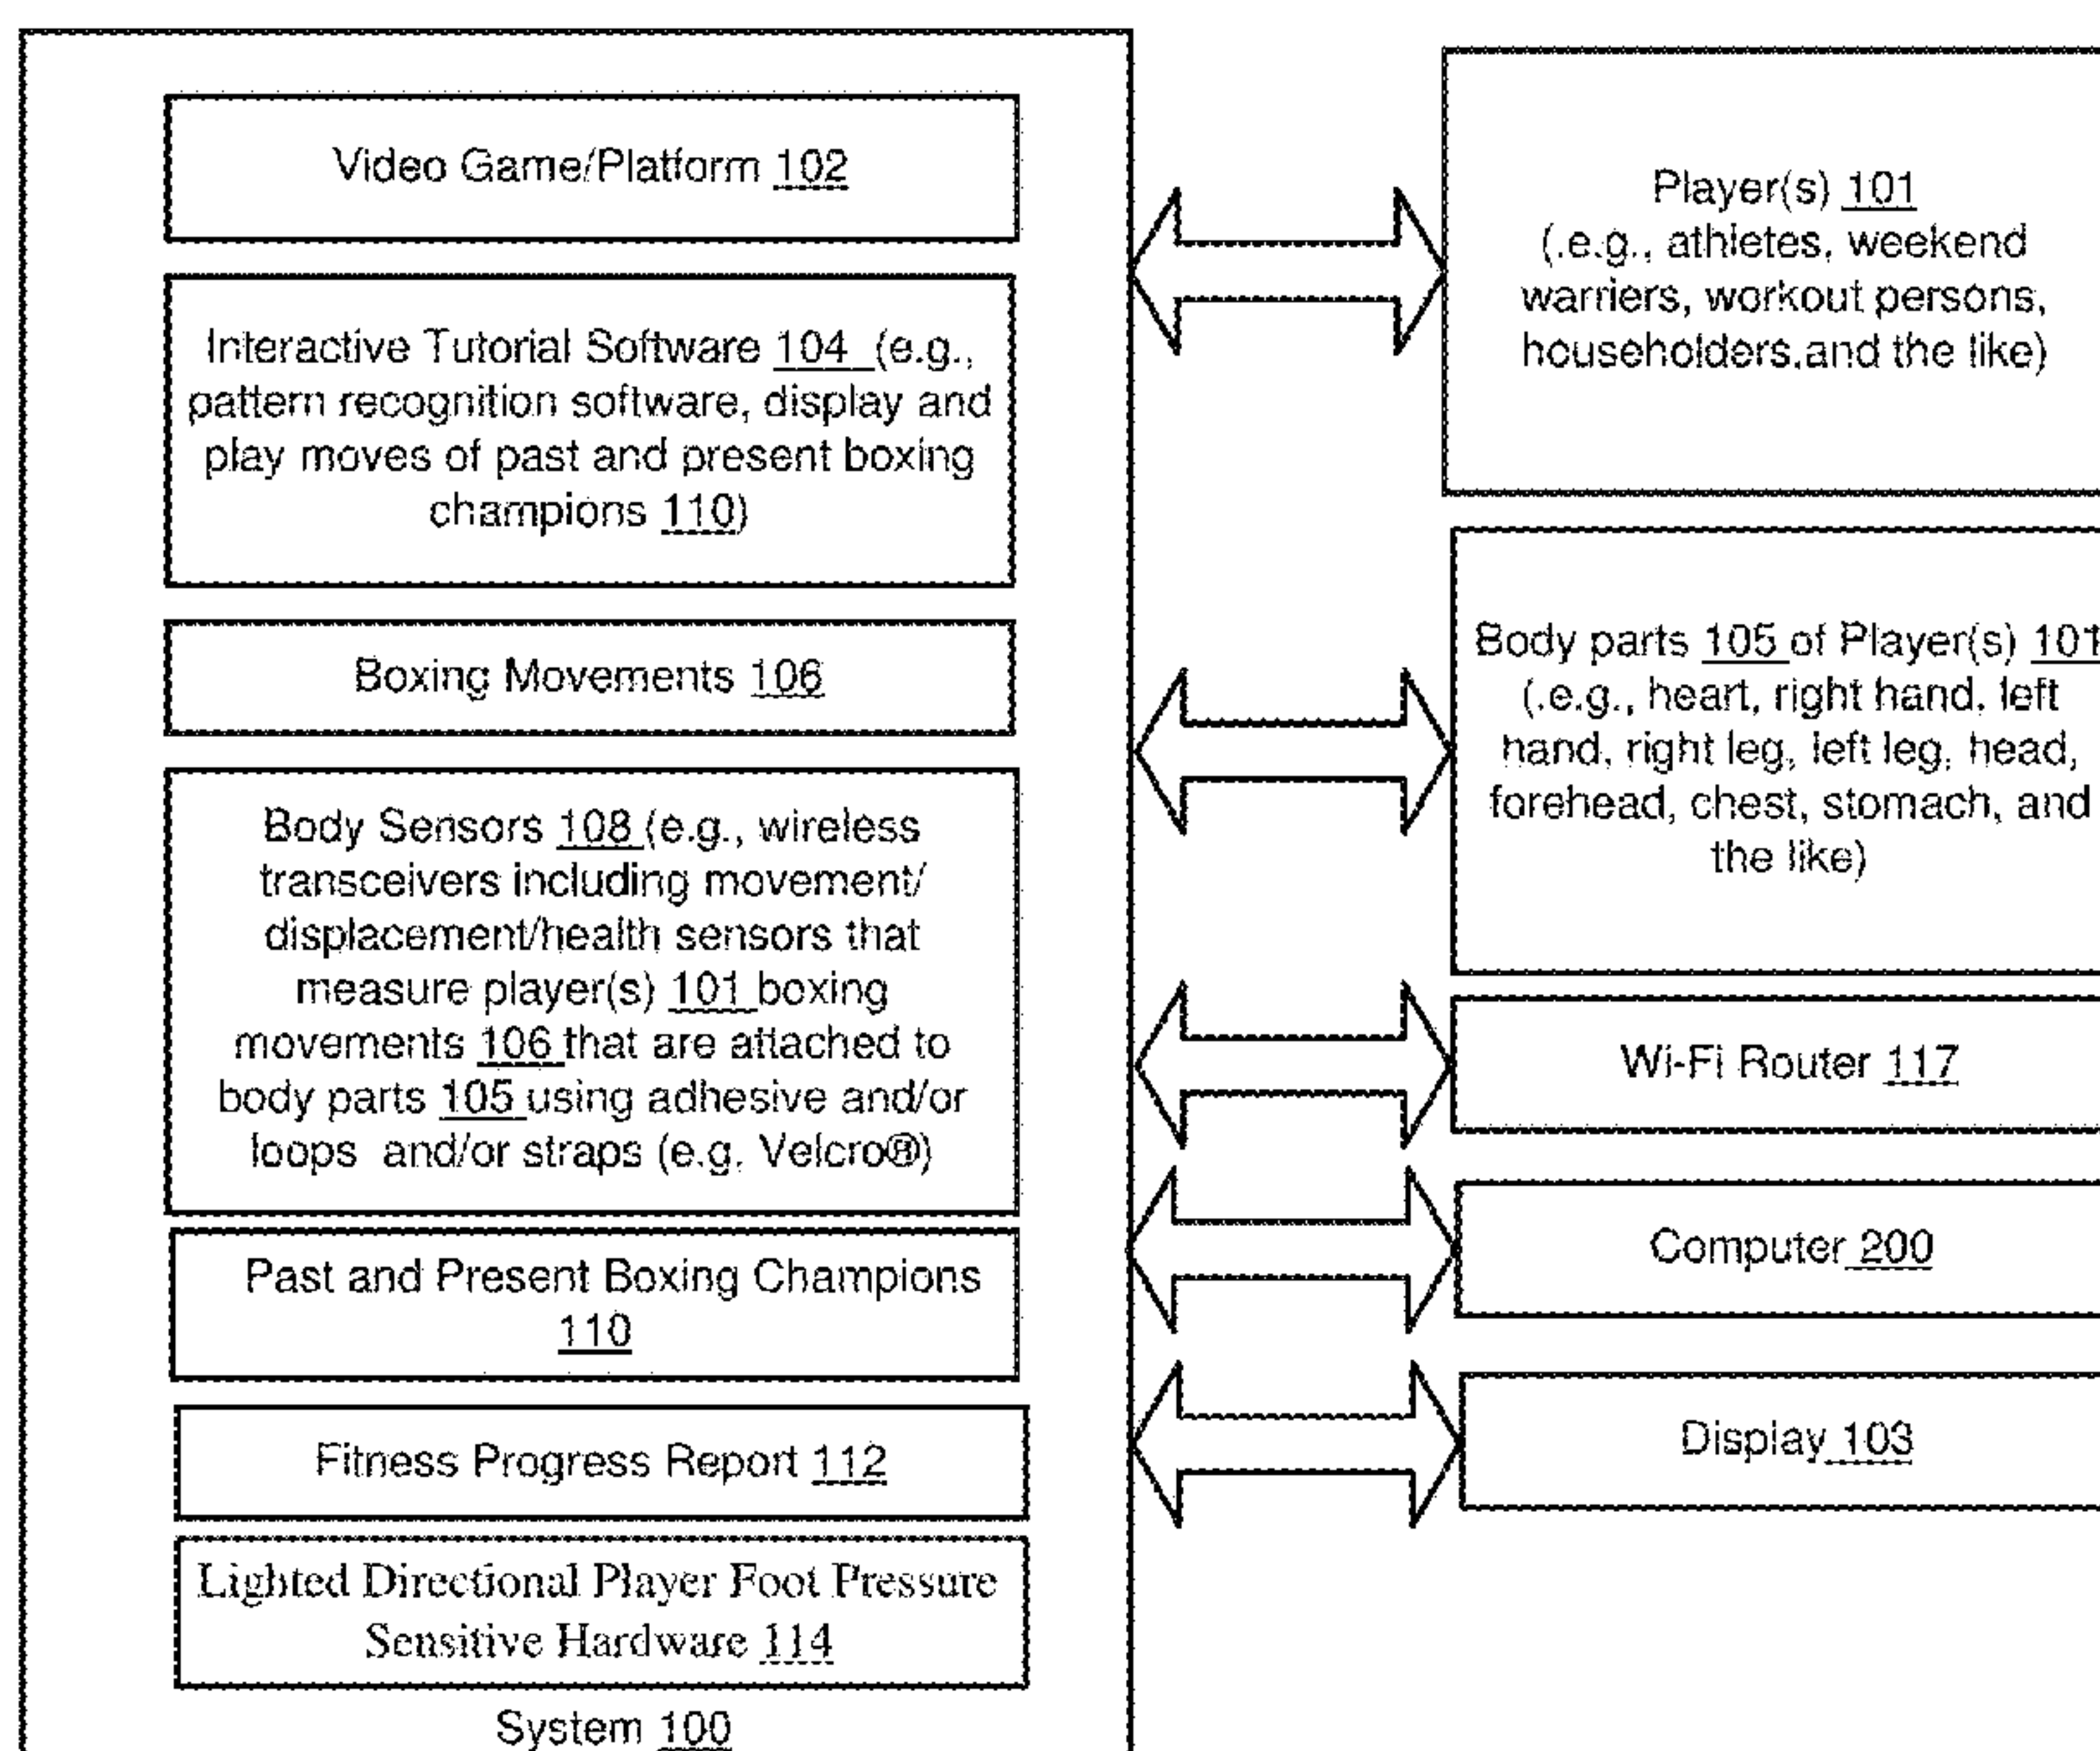 Video Game/Platform 102
Interactive Tutorial Software 104 (e.g.,
pattern recognition software, display and
play moves of past and present boxing
champions 110)
Boxing Movements 106
Body Sensors 108 (e.g., wireless
transceivers including movement/
displacement/health sensors that
measure player(s) 101 boxing
movements 106 that are attached to
body parts 105 using adhesive and/or
loops and/or straps (e.g. Velcro®)
Past and Present Boxing Champions
110
Fitness Progress Report 112
Lighted Directional Player Foot Pressure
Sensitive Hardware 114
System 100
Player(s) 101
(.e.g., athletes, weekend
warriers, workout persons,
householders.and the like)
Body parts 105 of Player(s) 101
(.e.g., heart, right hand, left
hand, right leg, left leg, head,
forehead, chest, stomach, and
the like)
Wi-Fi Router 117
Computer 200
Display 103